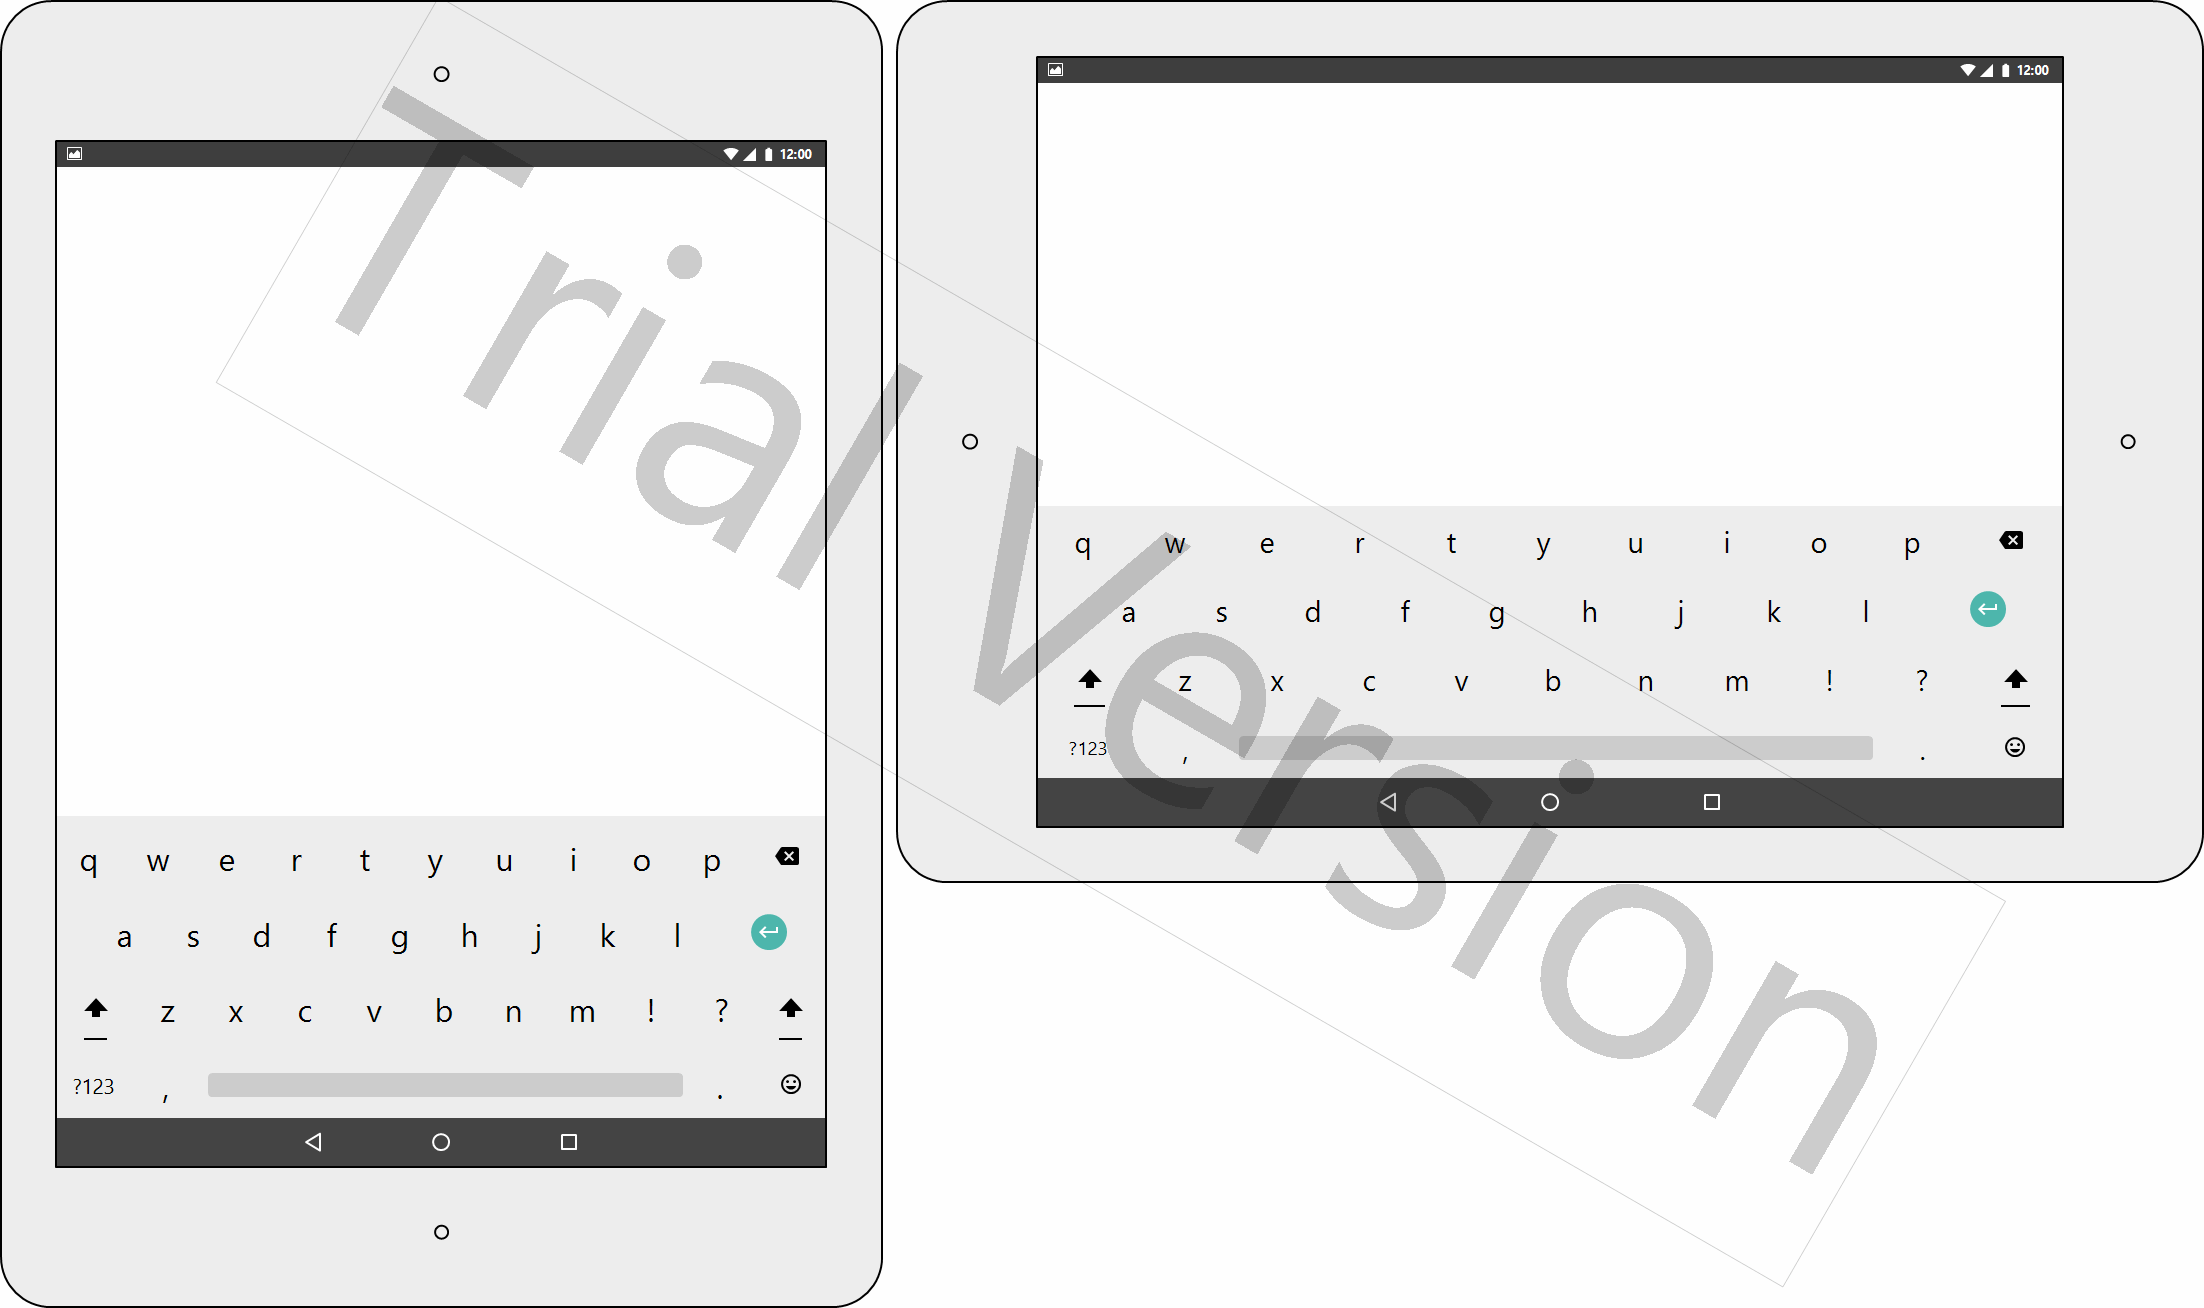 12:00
q w e r t y u i o p
a s d f g h j k l
z x c v b n m ! ?
?123 , .
12:00
q w e r t y u i o p
a s d f g h j k l
z x c v b n m ! ?
?123 , .
Trial Version